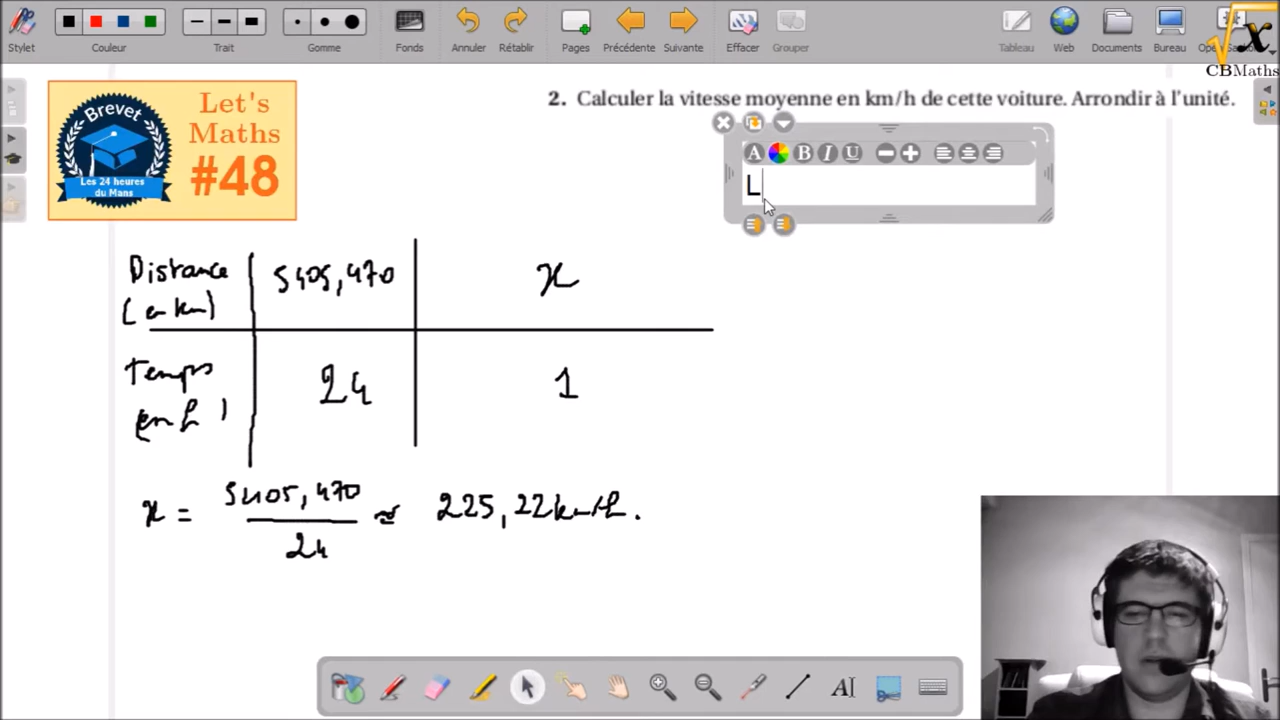 Stylet
Couleur
Trait
Gomme
Fonds
Annuler
Rétablir
Pages
Précédente
Suivante
Effacer
Grouper
Tableau
Web
Documents
Bureau
CBMaths
Brevet
Les 24 heures
du Mans
Let's
Maths
#48
2. Calculer la vitesse moyenne en km/h de cette voiture. Arrondir à l'unité.
A B I U
L
Distance
(en km)
5405,470
x
Temps
(en h)
24
1
x = 5405,470 / 24 ≈ 225,22 km/h.
AI